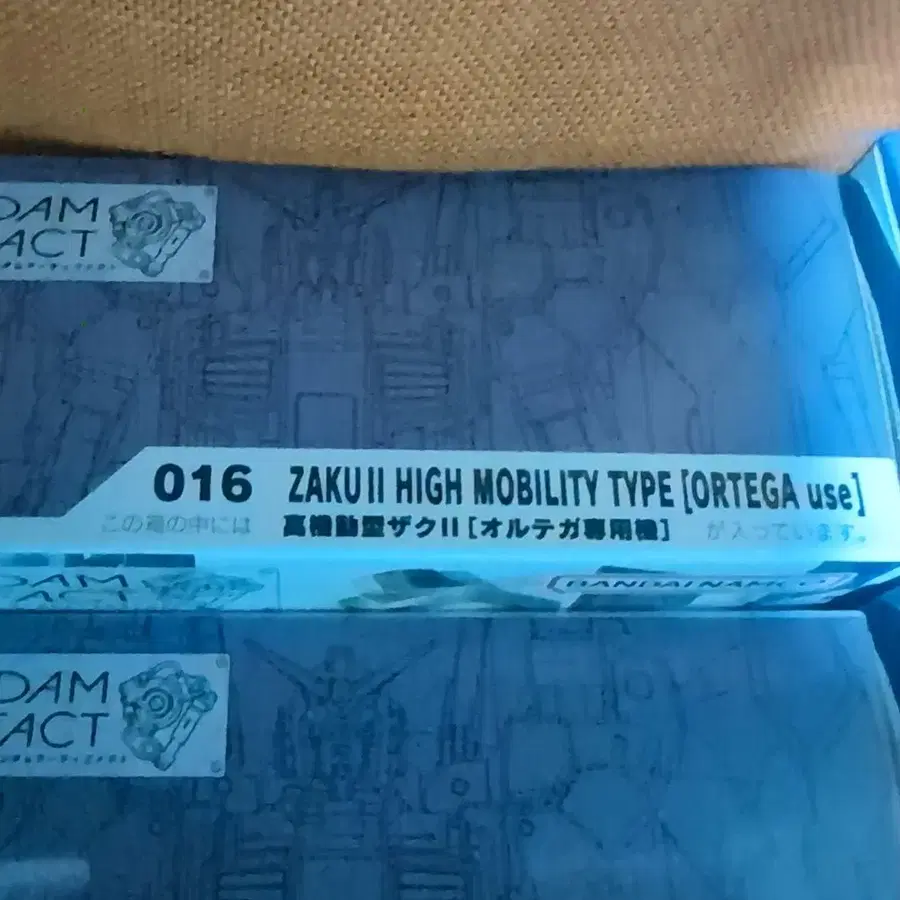 DAM
ACT
016 ZAKU II HIGH MOBILITY TYPE [ORTEGA use]
この箱の中には 高機動型ザクII [オルテガ専用機] が入っています。
DAM
ACT
BANDAI NAMCO
DAM
FACT